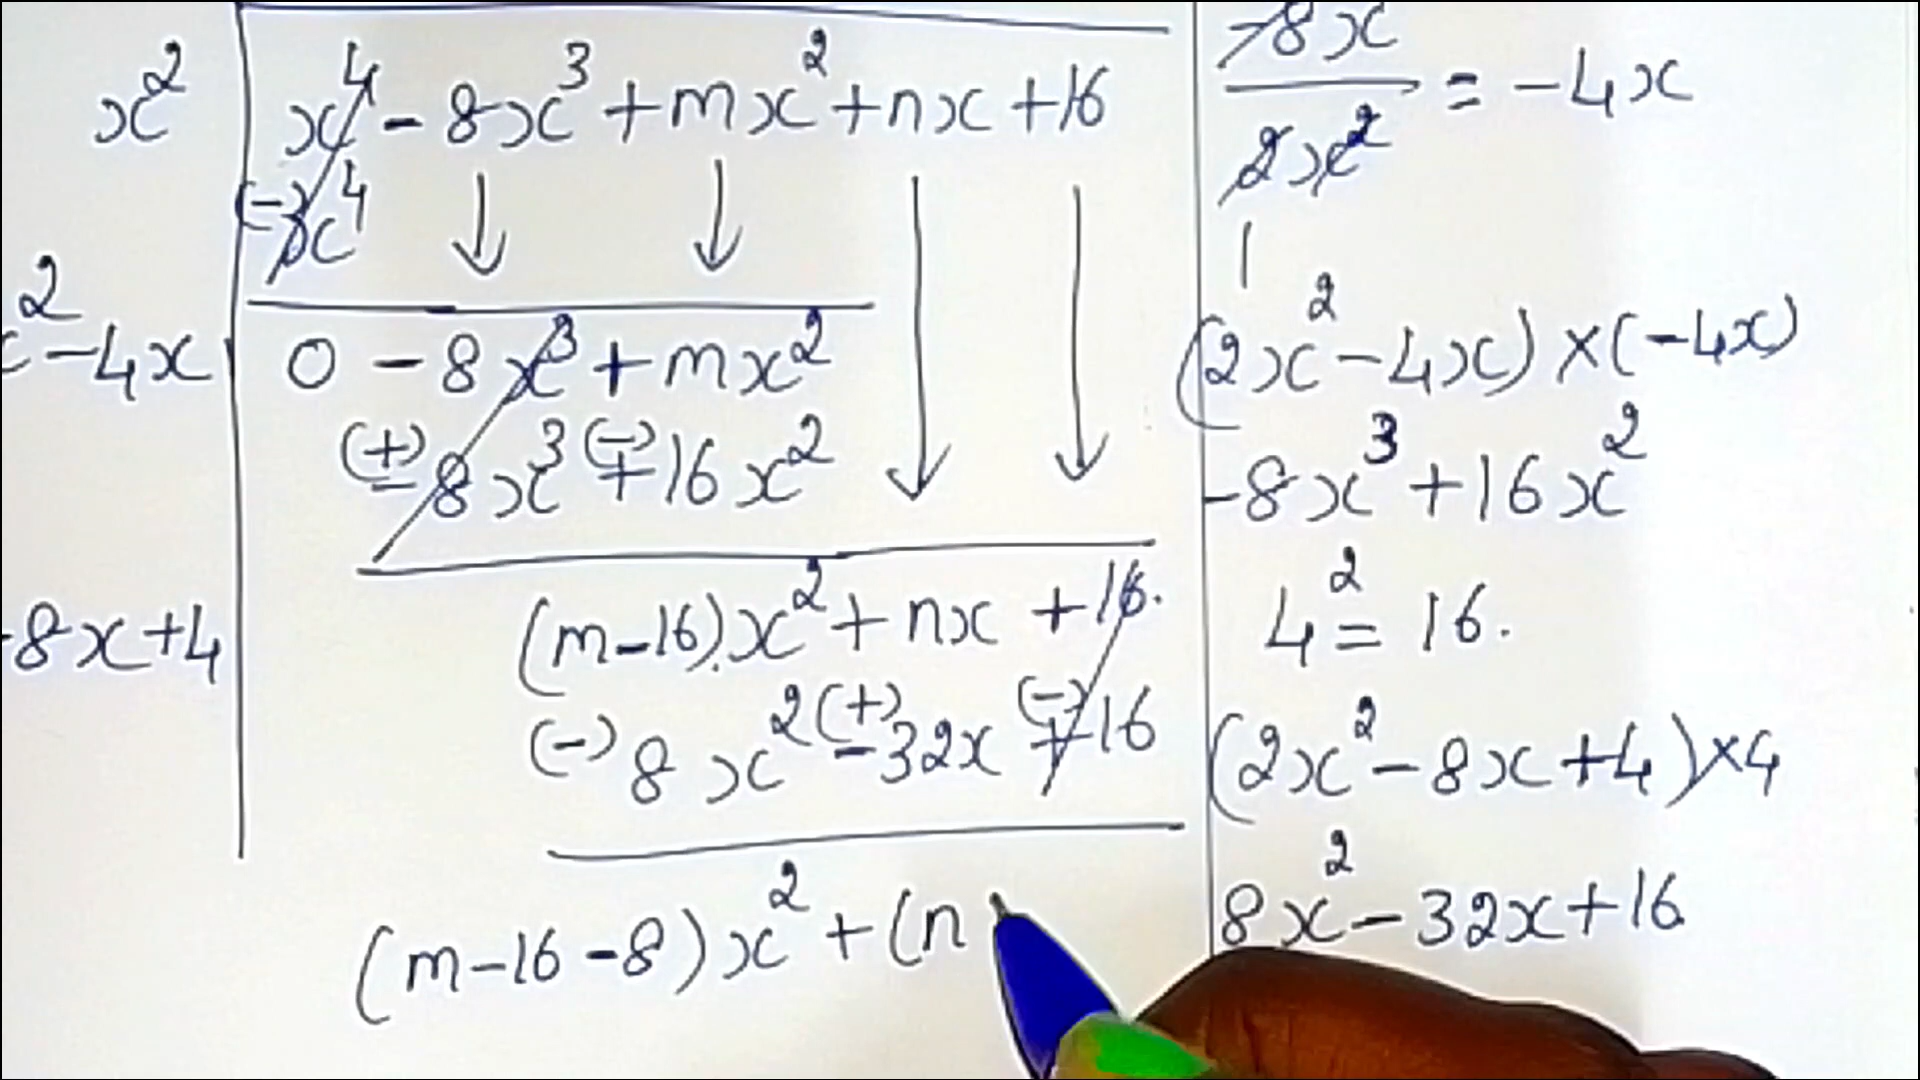 x² | x⁴ - 8x³ + mx² + nx + 16
(-) x⁴
² - 4x | 0 - 8x³ + mx²
(+) - 8x³ (-) + 16x²
- 8x + 4 | (m - 16).x² + nx + 16.
(-) 8x² (+) - 32x (-) + 16
(m - 16 - 8)x² + (n
-8x
/ 2x² = -4x
1
(2x² - 4x) × (-4x)
-8x³ + 16x²
4² = 16.
(2x² - 8x + 4) × 4
8x² - 32x + 16